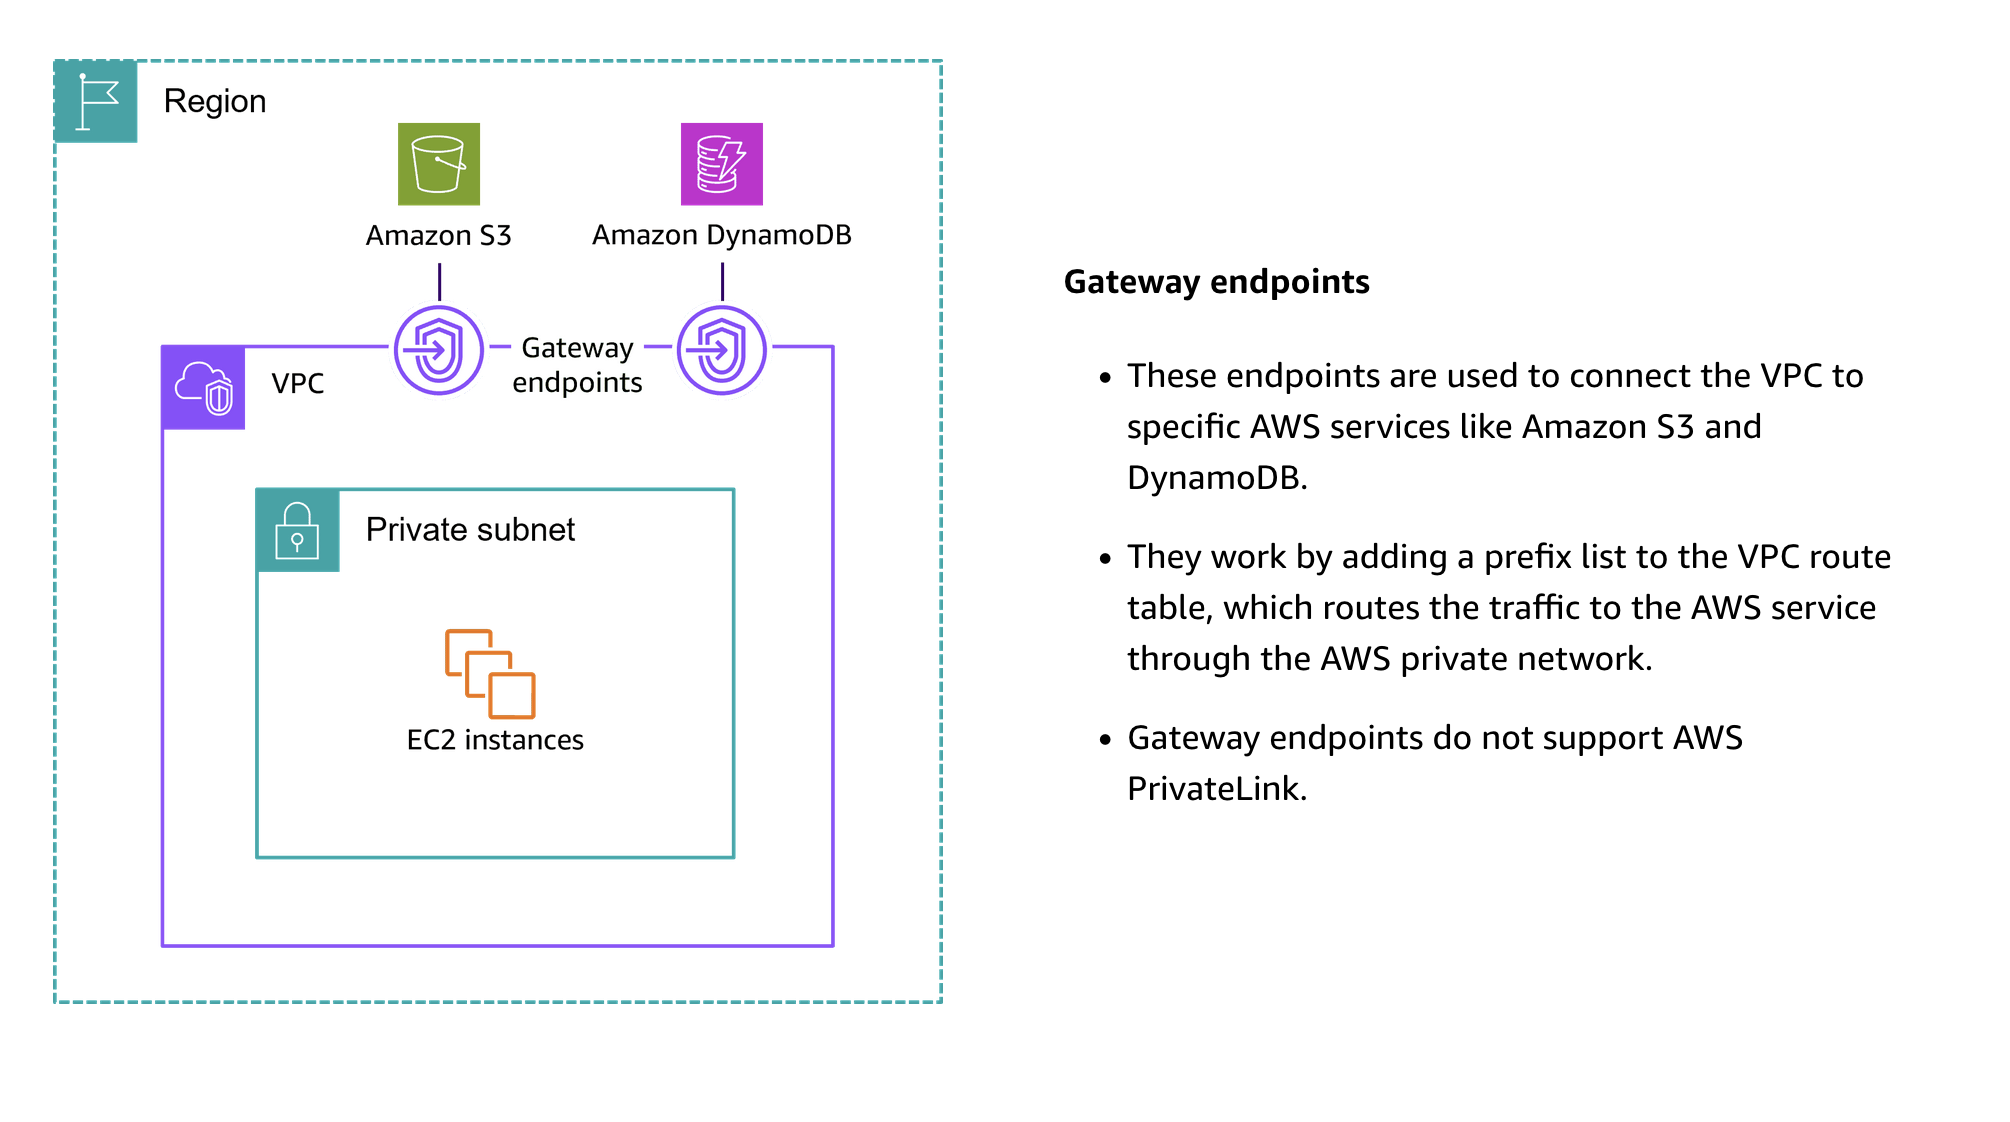 Region
Amazon S3
Amazon DynamoDB
Gateway
endpoints
VPC
Private subnet
EC2 instances
Gateway endpoints
• These endpoints are used to connect the VPC to
specific AWS services like Amazon S3 and
DynamoDB.
• They work by adding a prefix list to the VPC route
table, which routes the traffic to the AWS service
through the AWS private network.
• Gateway endpoints do not support AWS
PrivateLink.